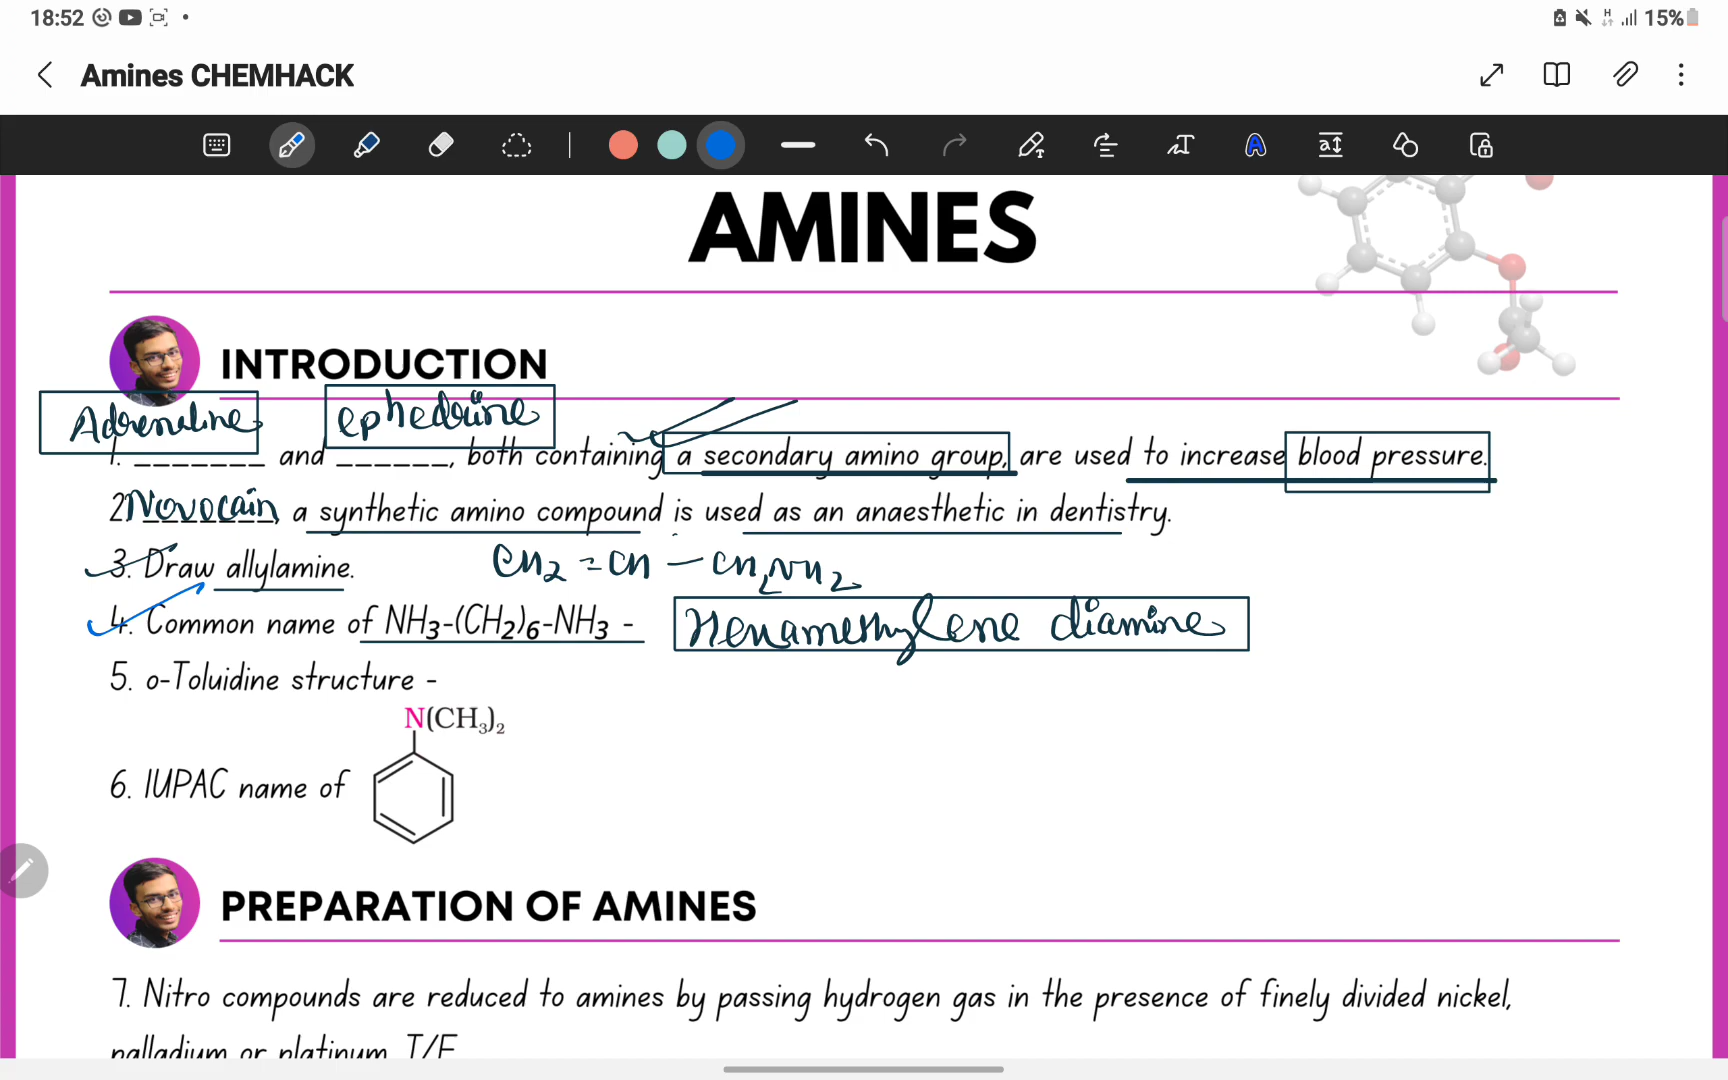 18:52 15%
Amines CHEMHACK
AMINES
INTRODUCTION
Adrenaline ephedrine
1. _______ and ______, both containing a secondary amino group, are used to increase blood pressure.
2. Novocain, a synthetic amino compound is used as an anaesthetic in dentistry.
3. Draw allylamine. CH2 = CH - CH2NH2
4. Common name of NH3-(CH2)6-NH3 - Hexamethylene diamine
5. o-Toluidine structure -
N(CH3)2
6. IUPAC name of
PREPARATION OF AMINES
7. Nitro compounds are reduced to amines by passing hydrogen gas in the presence of finely divided nickel,
palladium or platinum. T/F